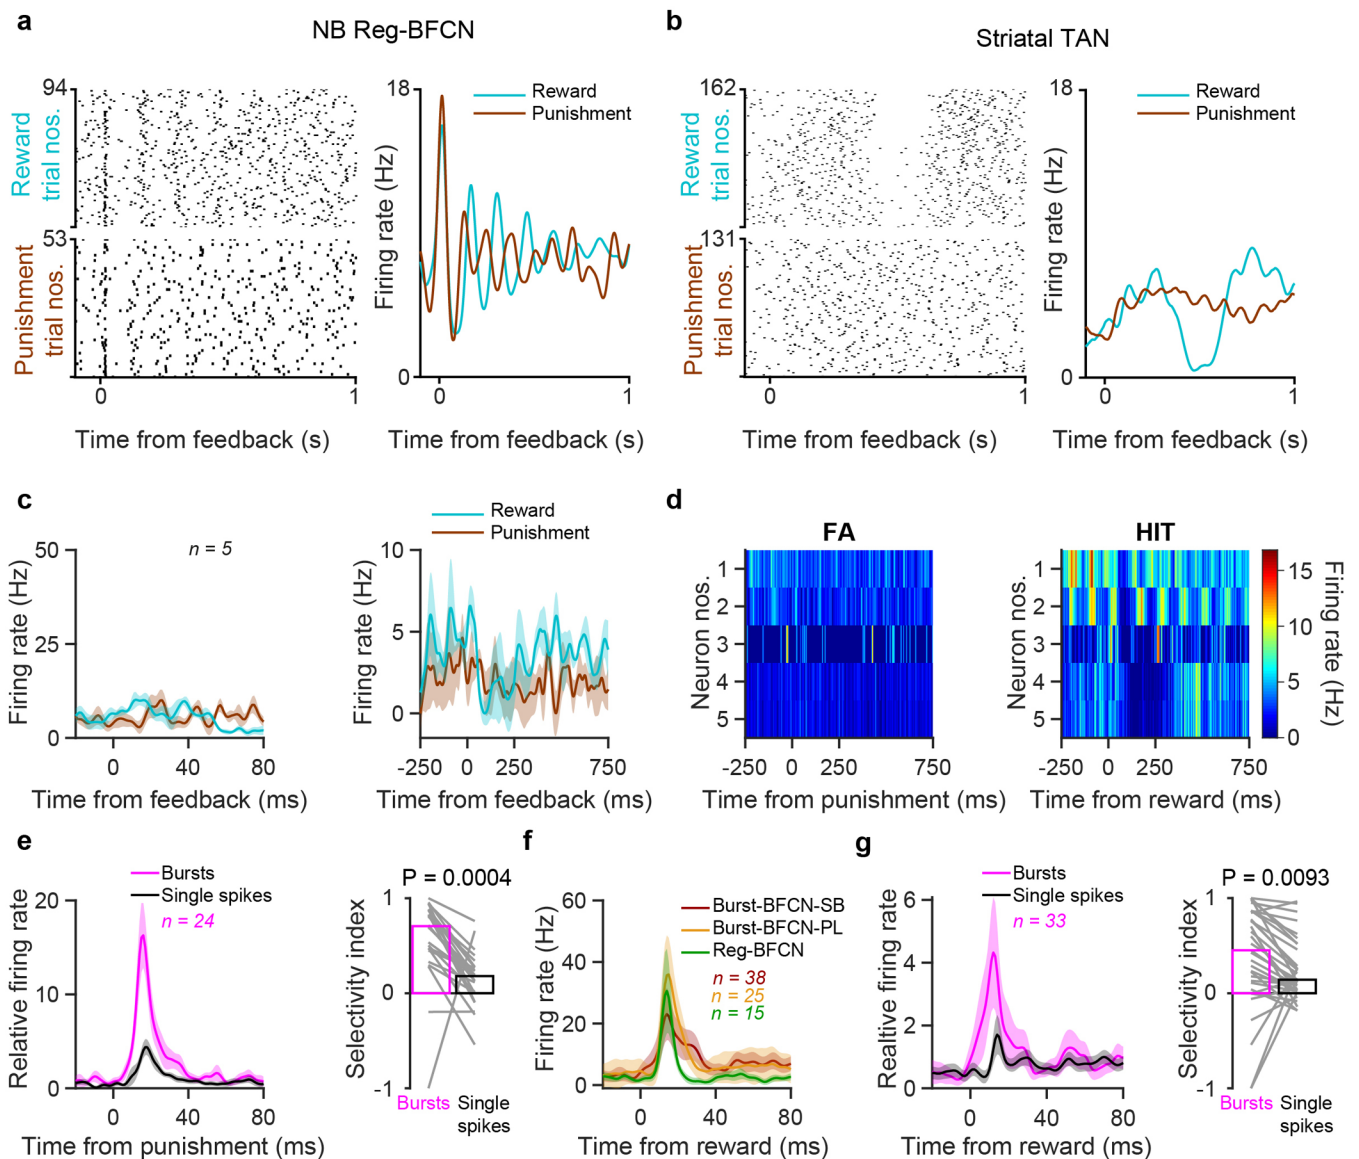 a
NB Reg-BFCN
94
Reward
trial nos.
53
Punishment
trial nos.
0
1
Time from feedback (s)
18
Reward
Punishment
Firing rate (Hz)
0
0
1
Time from feedback (s)
b
Striatal TAN
162
Reward
trial nos.
131
Punishment
trial nos.
0
1
Time from feedback (s)
18
Reward
Punishment
Firing rate (Hz)
0
0
1
Time from feedback (s)
c
50
n = 5
25
0
Firing rate (Hz)
0
40
80
Time from feedback (ms)
Reward
Punishment
10
5
0
Firing rate (Hz)
-250
0
250
750
Time from feedback (ms)
d
FA
Neuron nos.
1
2
3
4
5
-250
0
250
750
Time from punishment (ms)
HIT
Neuron nos.
1
2
3
4
5
-250
0
250
750
Time from reward (ms)
15
10
5
0
Firing rate (Hz)
e
Bursts
Single spikes
n = 24
20
10
0
Relative firing rate
0
40
80
Time from punishment (ms)
P = 0.0004
1
0
-1
Selectivity index
Bursts
Single
spikes
f
60
40
20
0
Firing rate (Hz)
Burst-BFCN-SB
Burst-BFCN-PL
Reg-BFCN
n = 38
n = 25
n = 15
0
40
80
Time from reward (ms)
g
Bursts
Single spikes
n = 33
6
4
2
0
Realtive firing rate
0
40
80
Time from reward (ms)
P = 0.0093
1
0
-1
Selectivity index
Bursts
Single
spikes